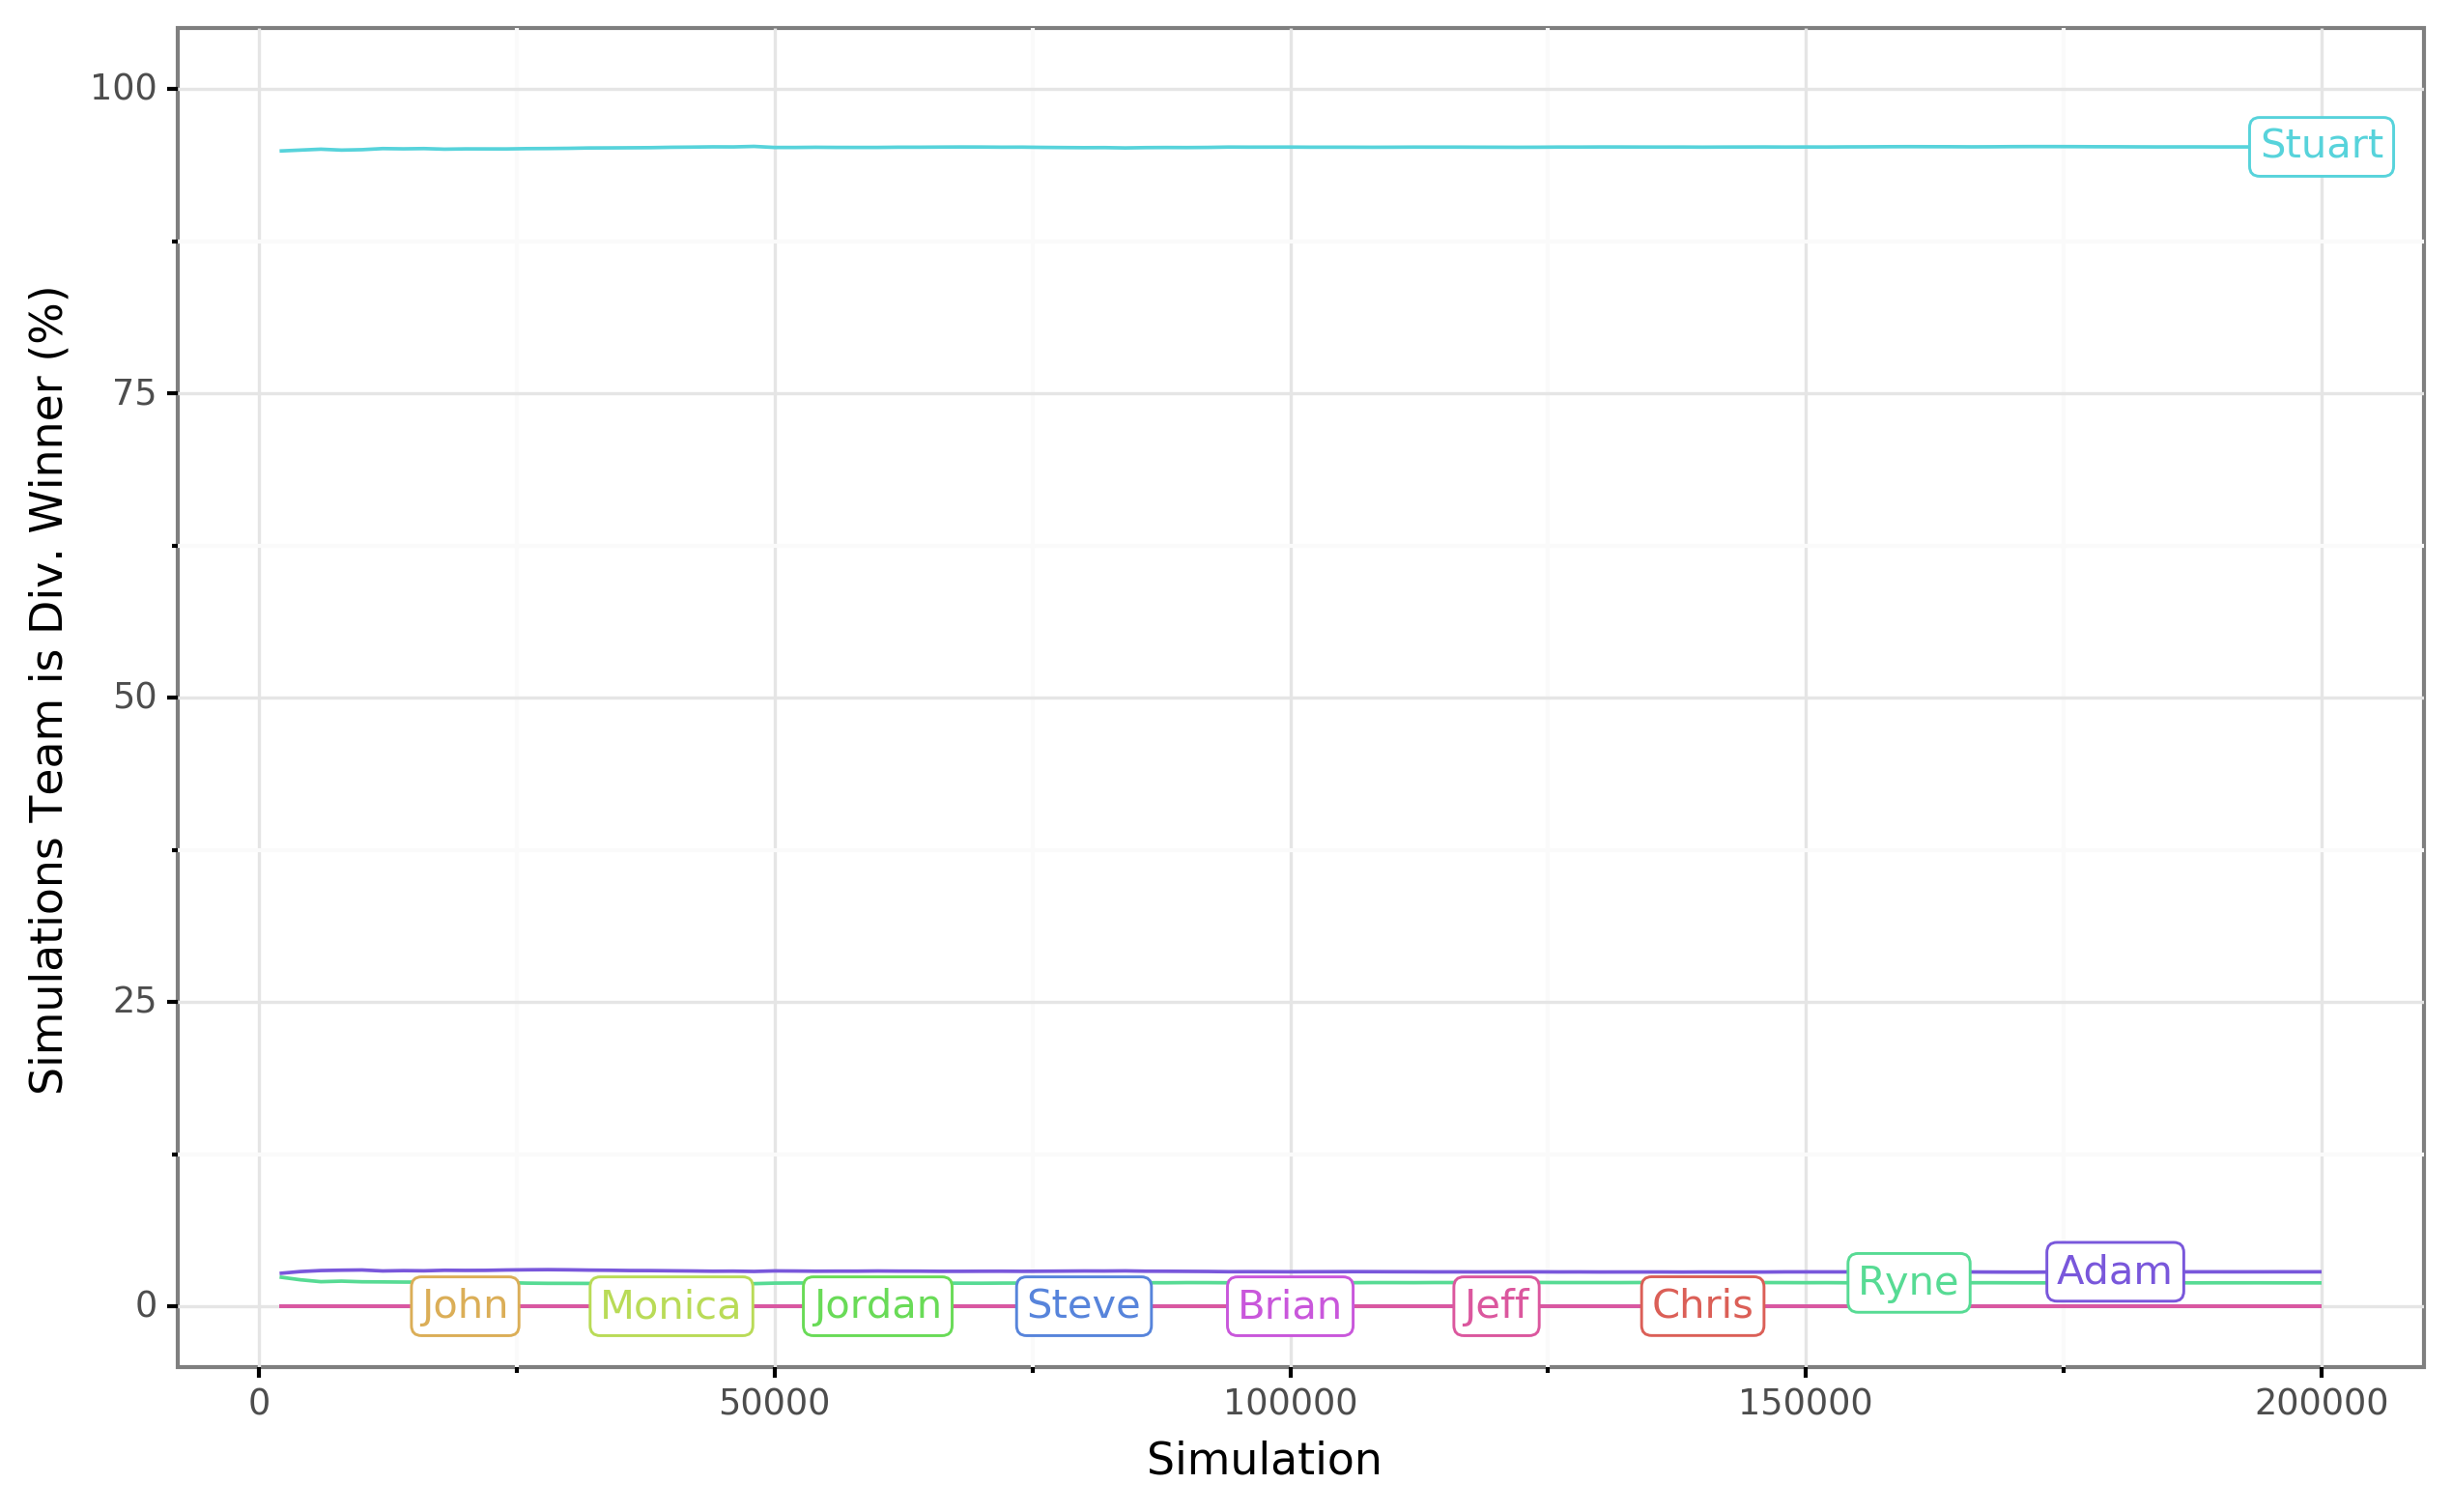 Simulations Team is Div. Winner (%)
100
75
50
25
0
Stuart
John
Monica
Jordan
Steve
Brian
Jeff
Chris
Ryne
Adam
0
50000
100000
150000
200000
Simulation